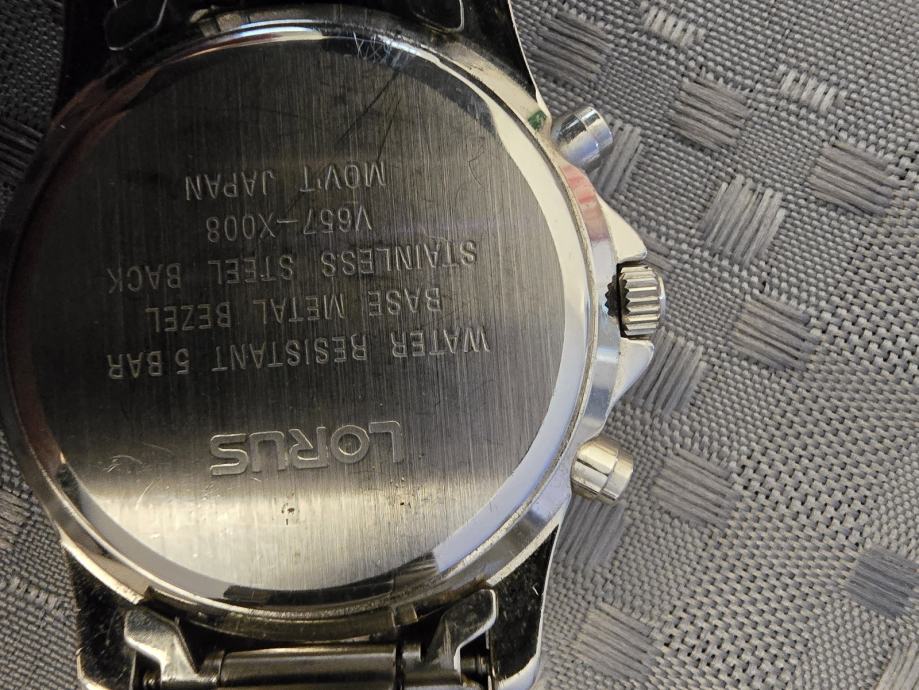 LORUS
WATER RESISTANT 5 BAR
BASE METAL BEZEL
STAINLESS STEEL BACK
V657-X008
MOV'T JAPAN